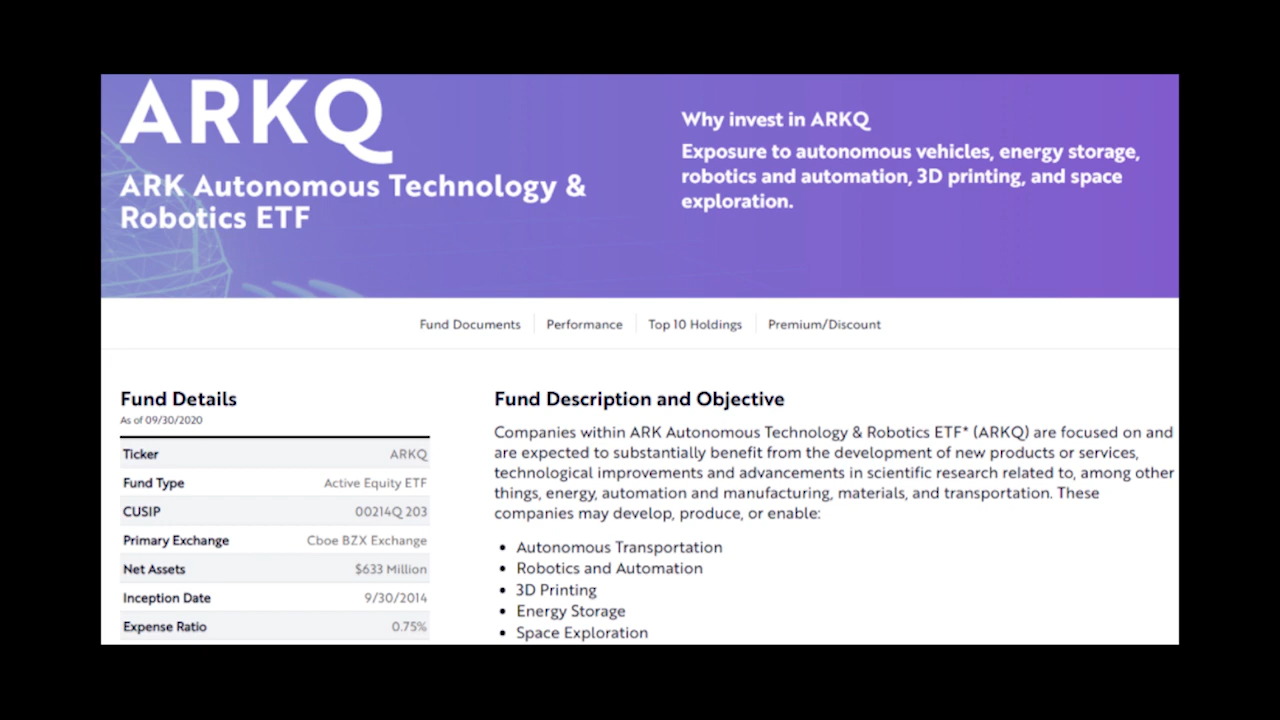 ARKQ
ARK Autonomous Technology &
Robotics ETF
Why invest in ARKQ
Exposure to autonomous vehicles, energy storage,
robotics and automation, 3D printing, and space
exploration.
Fund Documents
Performance
Top 10 Holdings
Premium/Discount
Fund Details
As of 09/30/2020
Ticker ARKQ
Fund Type Active Equity ETF
CUSIP 00214Q 203
Primary Exchange Cboe BZX Exchange
Net Assets $633 Million
Inception Date 9/30/2014
Expense Ratio 0.75%
Fund Description and Objective
Companies within ARK Autonomous Technology & Robotics ETF* (ARKQ) are focused on and
are expected to substantially benefit from the development of new products or services,
technological improvements and advancements in scientific research related to, among other
things, energy, automation and manufacturing, materials, and transportation. These
companies may develop, produce, or enable:
• Autonomous Transportation
• Robotics and Automation
• 3D Printing
• Energy Storage
• Space Exploration